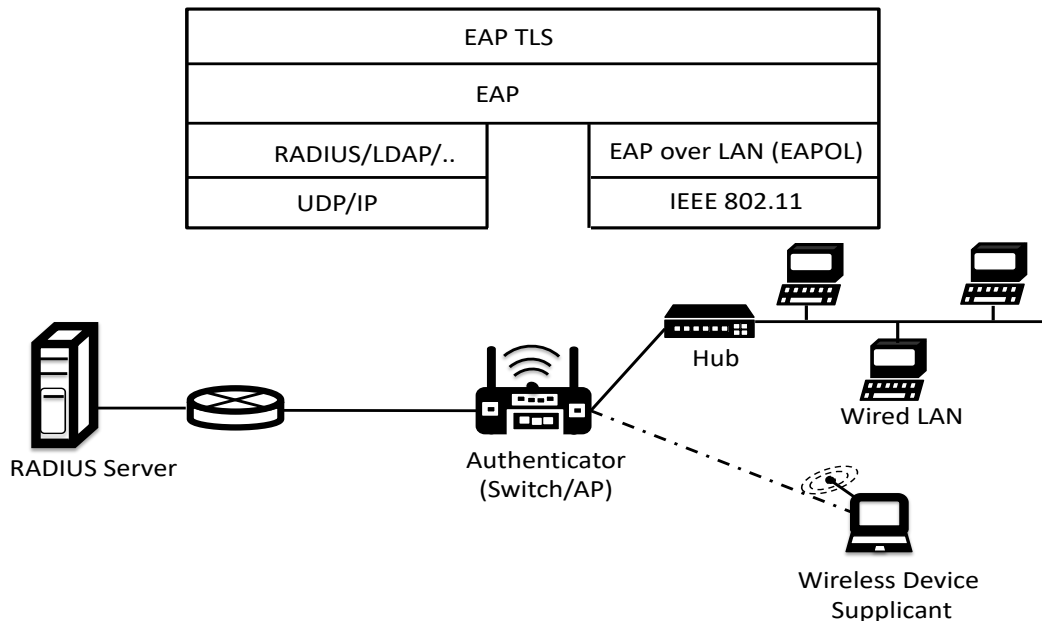 EAP TLS
EAP
RADIUS/LDAP/..
EAP over LAN (EAPOL)
UDP/IP
IEEE 802.11
Hub
Wired LAN
RADIUS Server
Authenticator
(Switch/AP)
Wireless Device
Supplicant